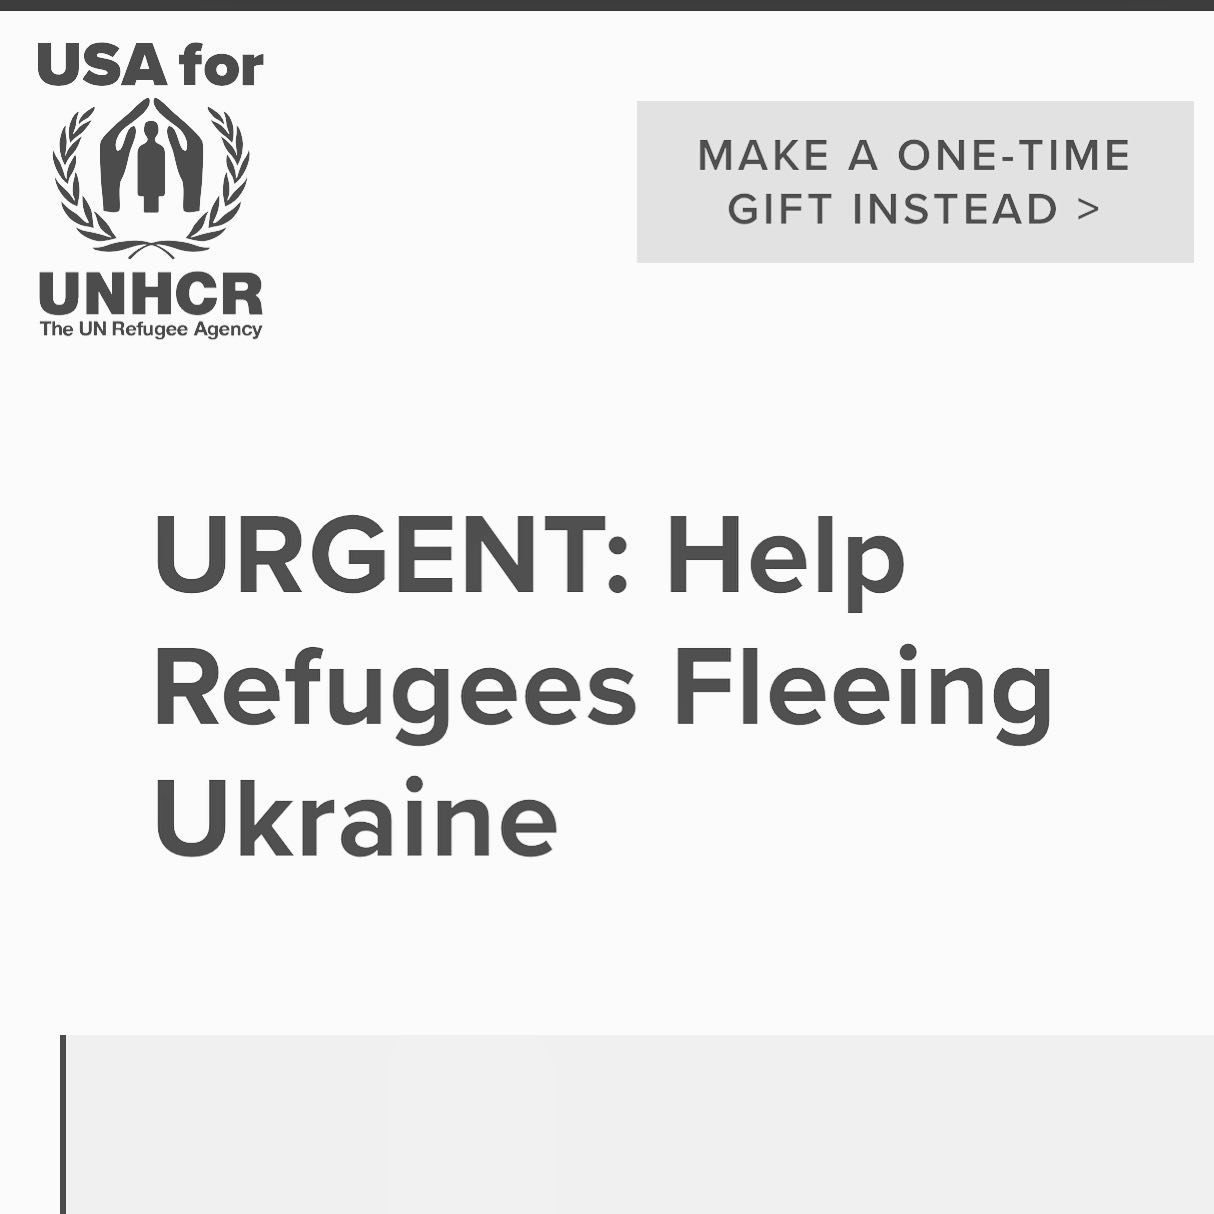 USA for
UNHCR
The UN Refugee Agency
MAKE A ONE-TIME
GIFT INSTEAD >
URGENT: Help
Refugees Fleeing
Ukraine